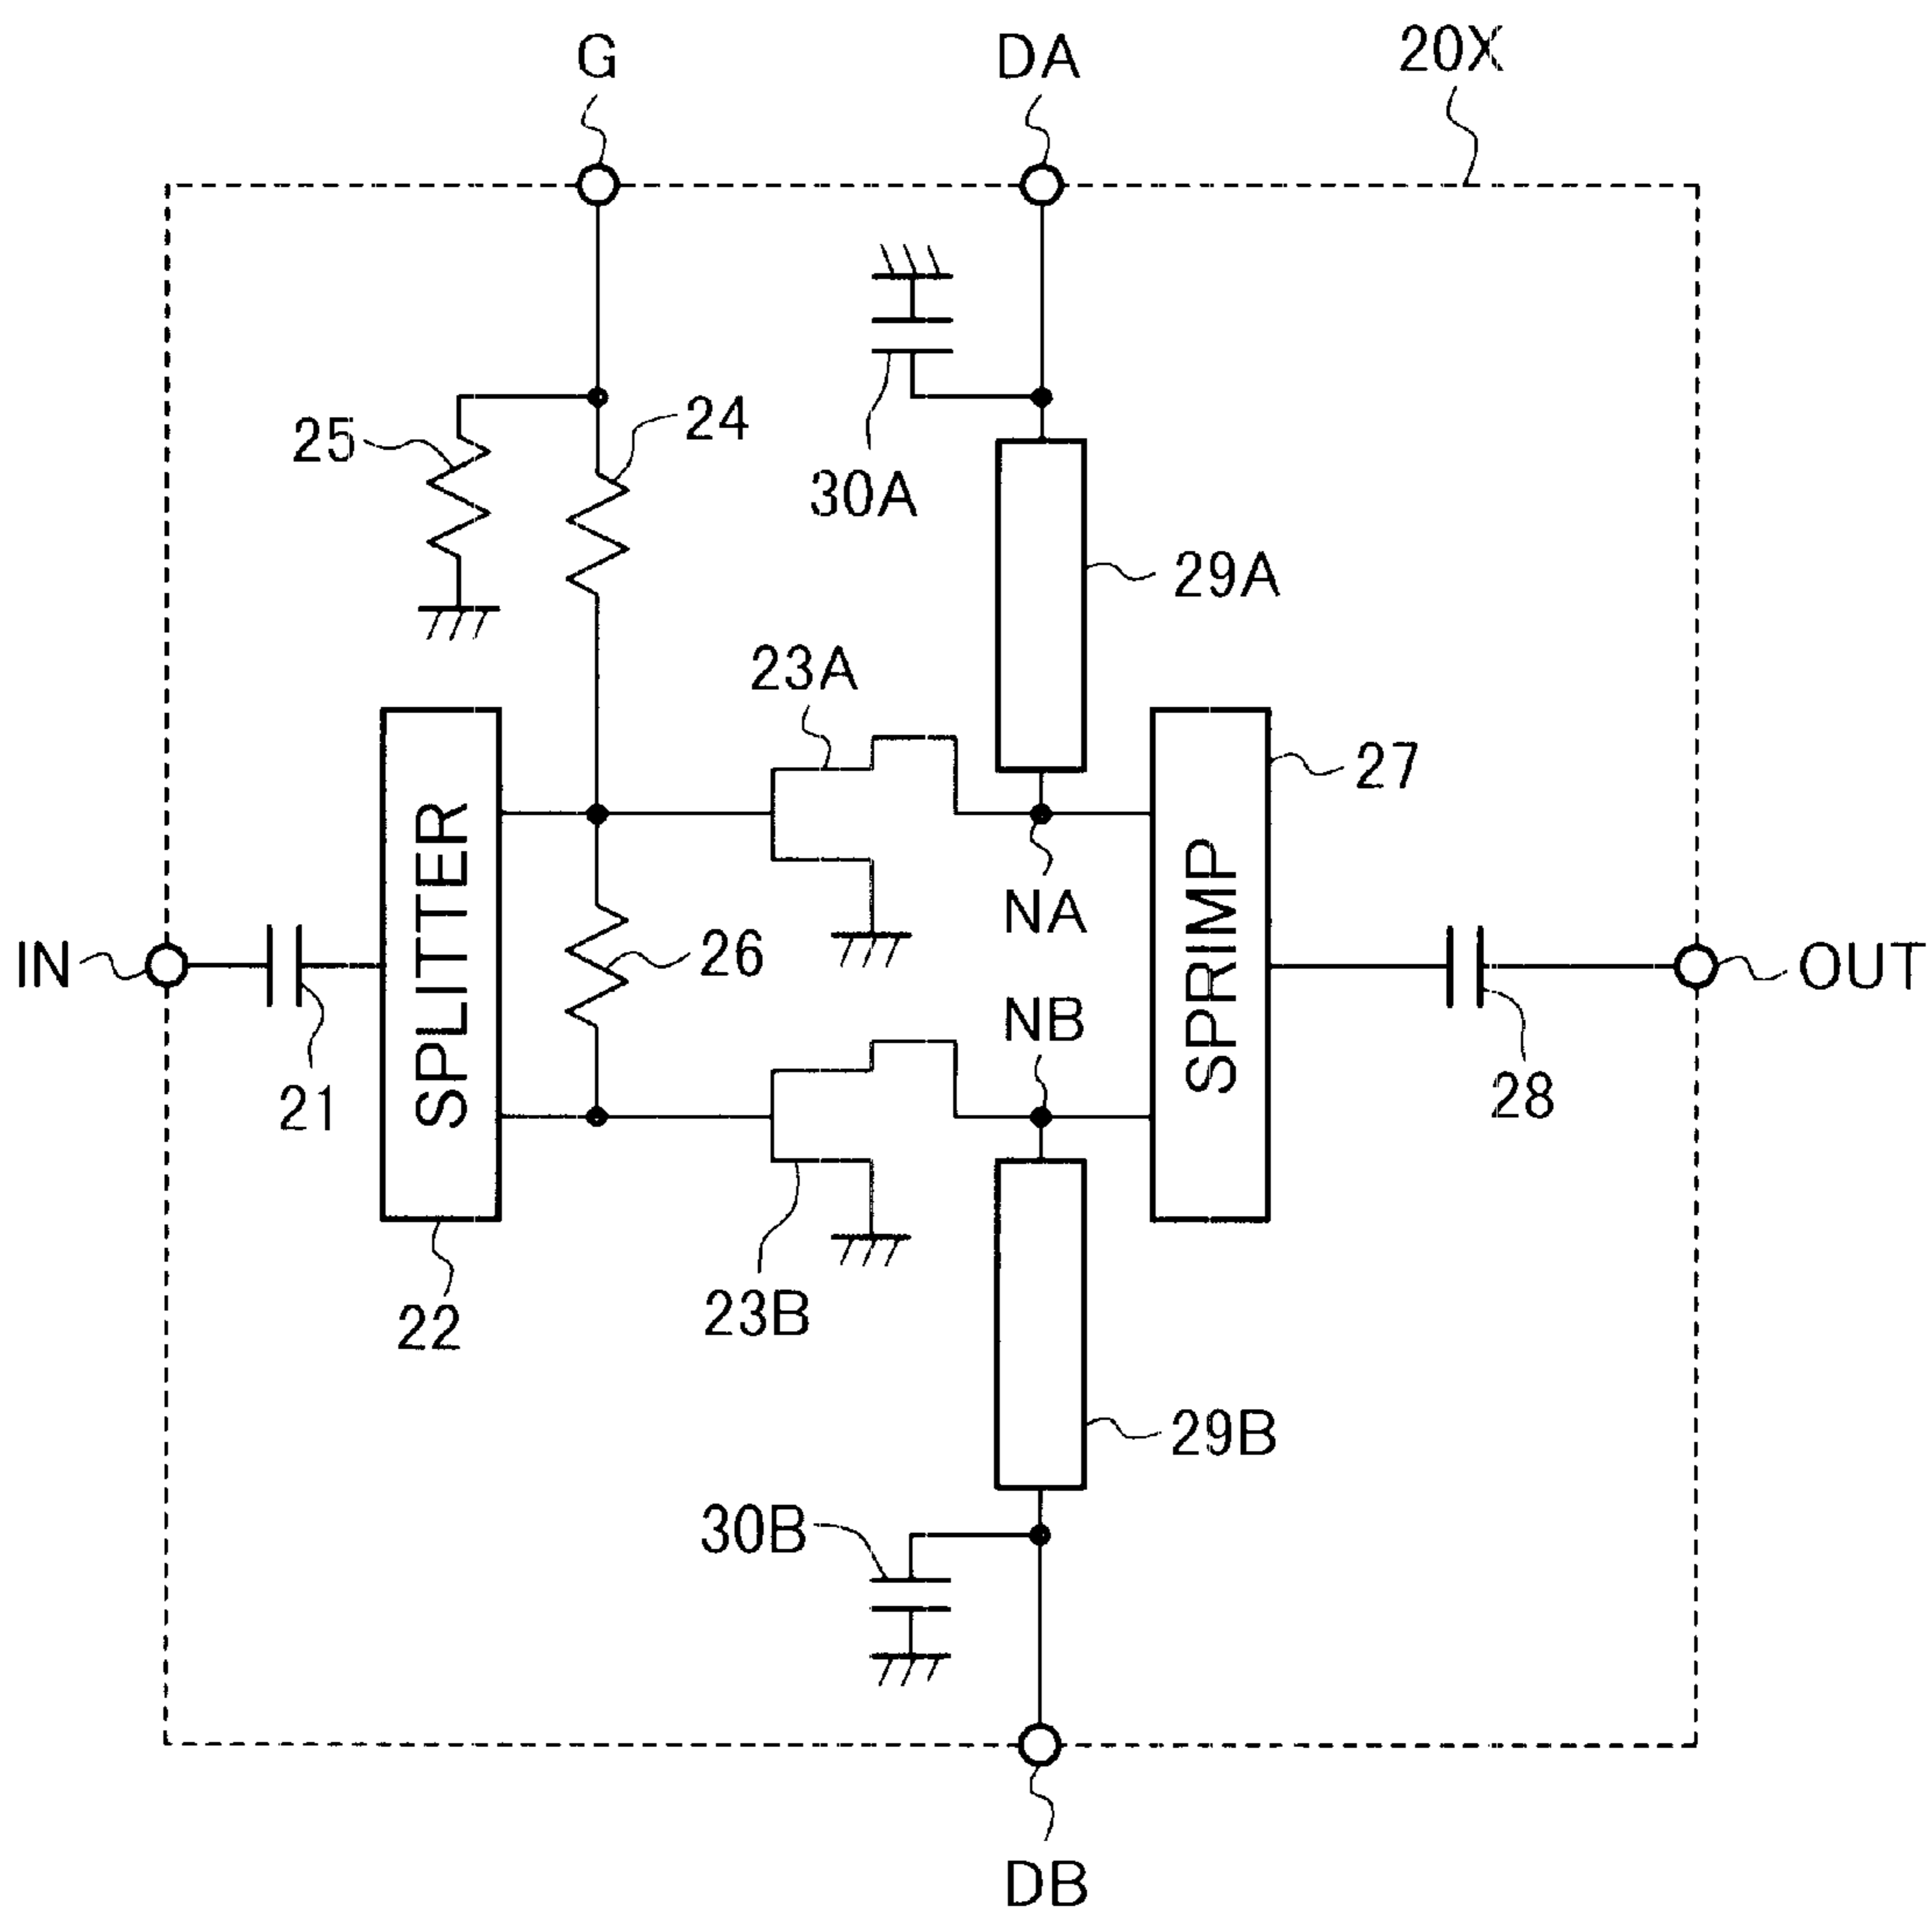 G
DA
20X
25
24
30A
29A
23A
27
SPLITTER
SPRIMP
NA
IN
26
OUT
NB
21
28
22
23B
29B
30B
DB